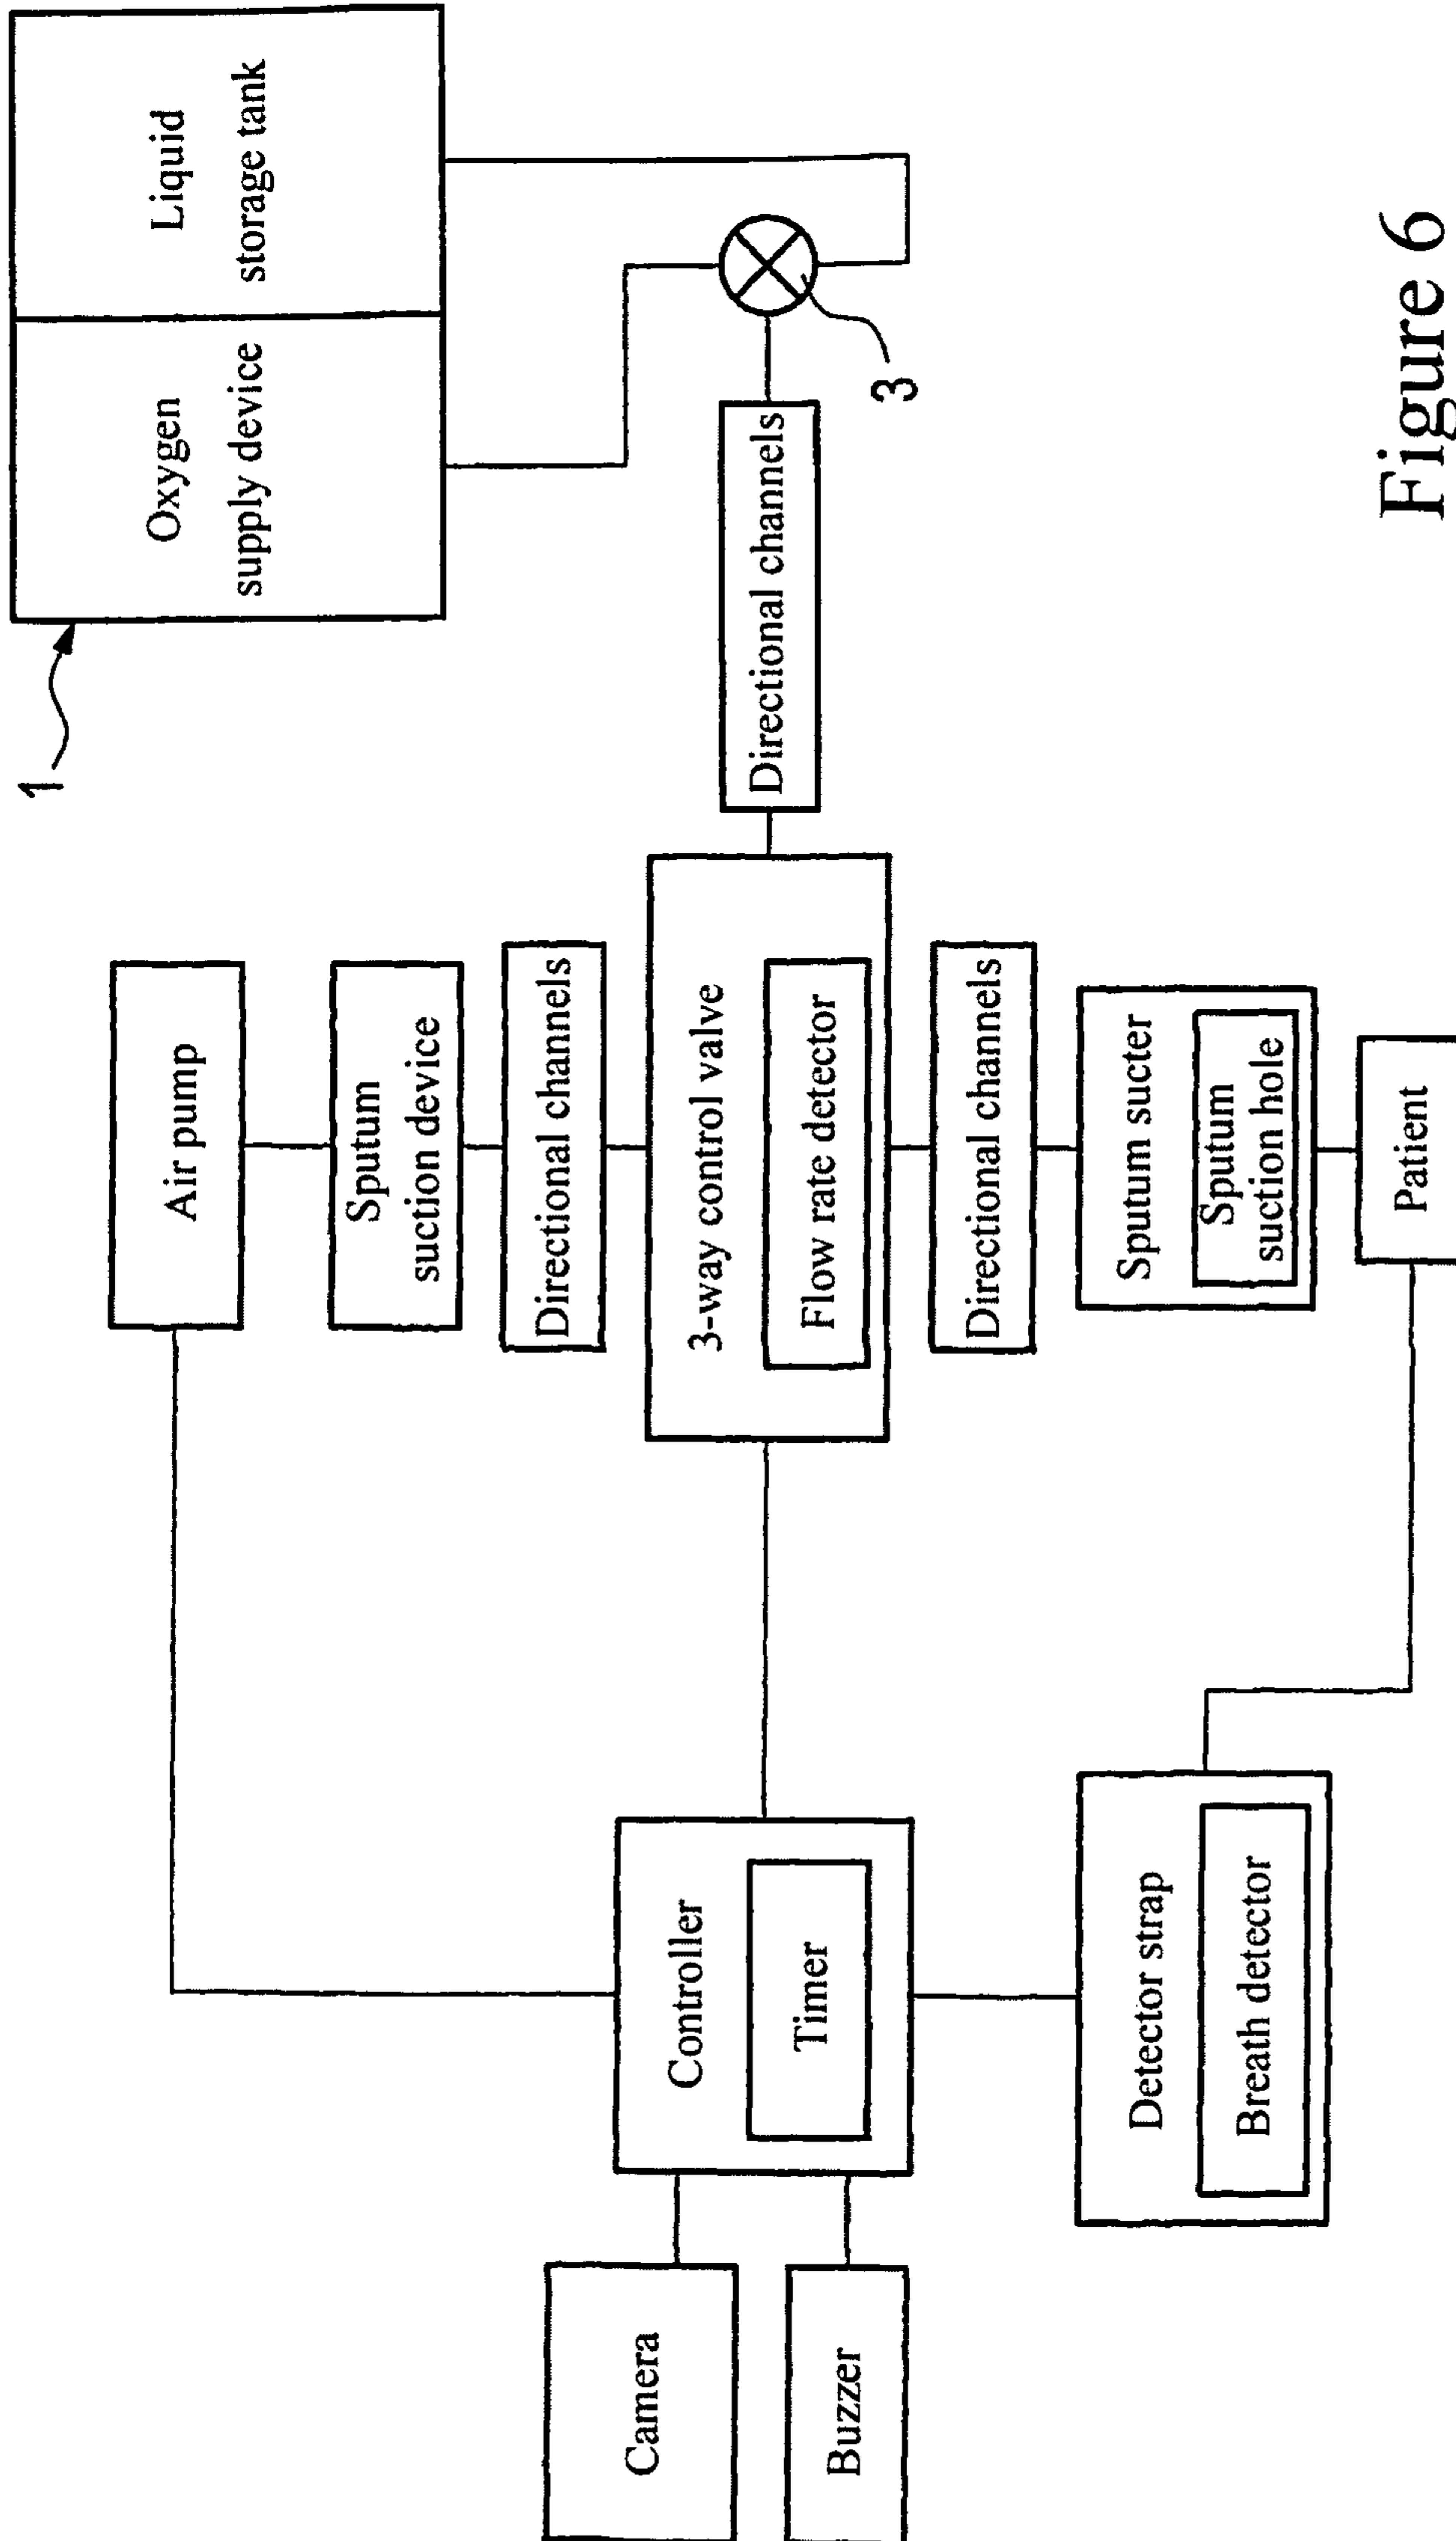 Camera
Buzzer
Controller
Timer
Detector strap
Breath detector
Air pump
Sputum
suction device
Directional channels
3-way control valve
Flow rate detector
Directional channels
Sputum sucter
Sputum
suction hole
Patient
Directional channels
1
Oxygen
supply device
Liquid
storage tank
3
Figure 6